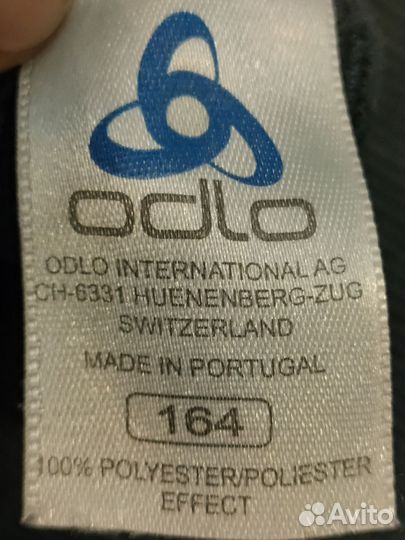 odlo
ODLO INTERNATIONAL AG
CH-6331 HUENENBERG-ZUG
SWITZERLAND
MADE IN PORTUGAL
164
100% POLYESTER/POLIESTER
EFFECT
Avito